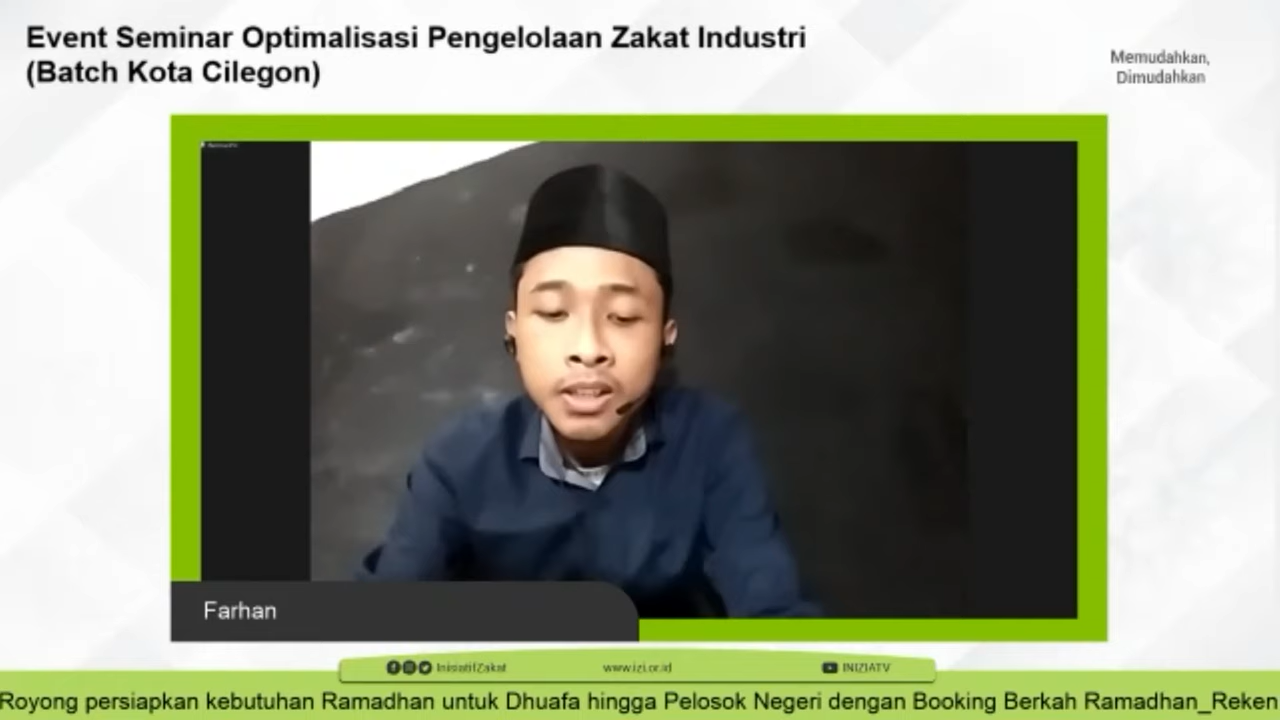 Event Seminar Optimalisasi Pengelolaan Zakat Industri
(Batch Kota Cilegon)
Memudahkan,
Dimudahkan
Farhan
InisiatifZakat
www.izi.or.id
INIZIATV
Royong persiapkan kebutuhan Ramadhan untuk Dhuafa hingga Pelosok Negeri dengan Booking Berkah Ramadhan_Reken